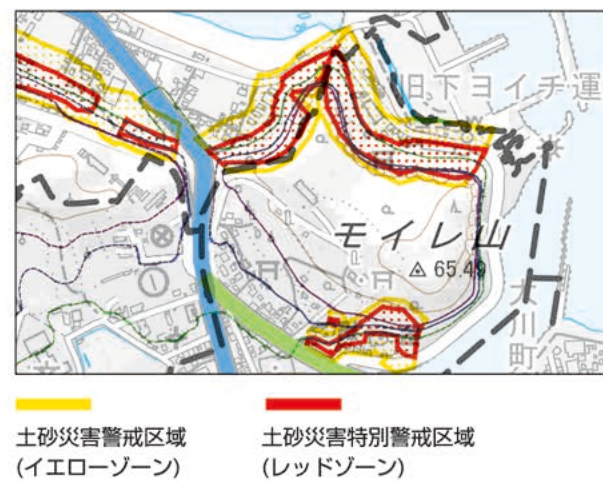 旧下ヨイチ運
モイレ山
65.49
大川町
土砂災害警戒区域
(イエローゾーン)
土砂災害特別警戒区域
(レッドゾーン)